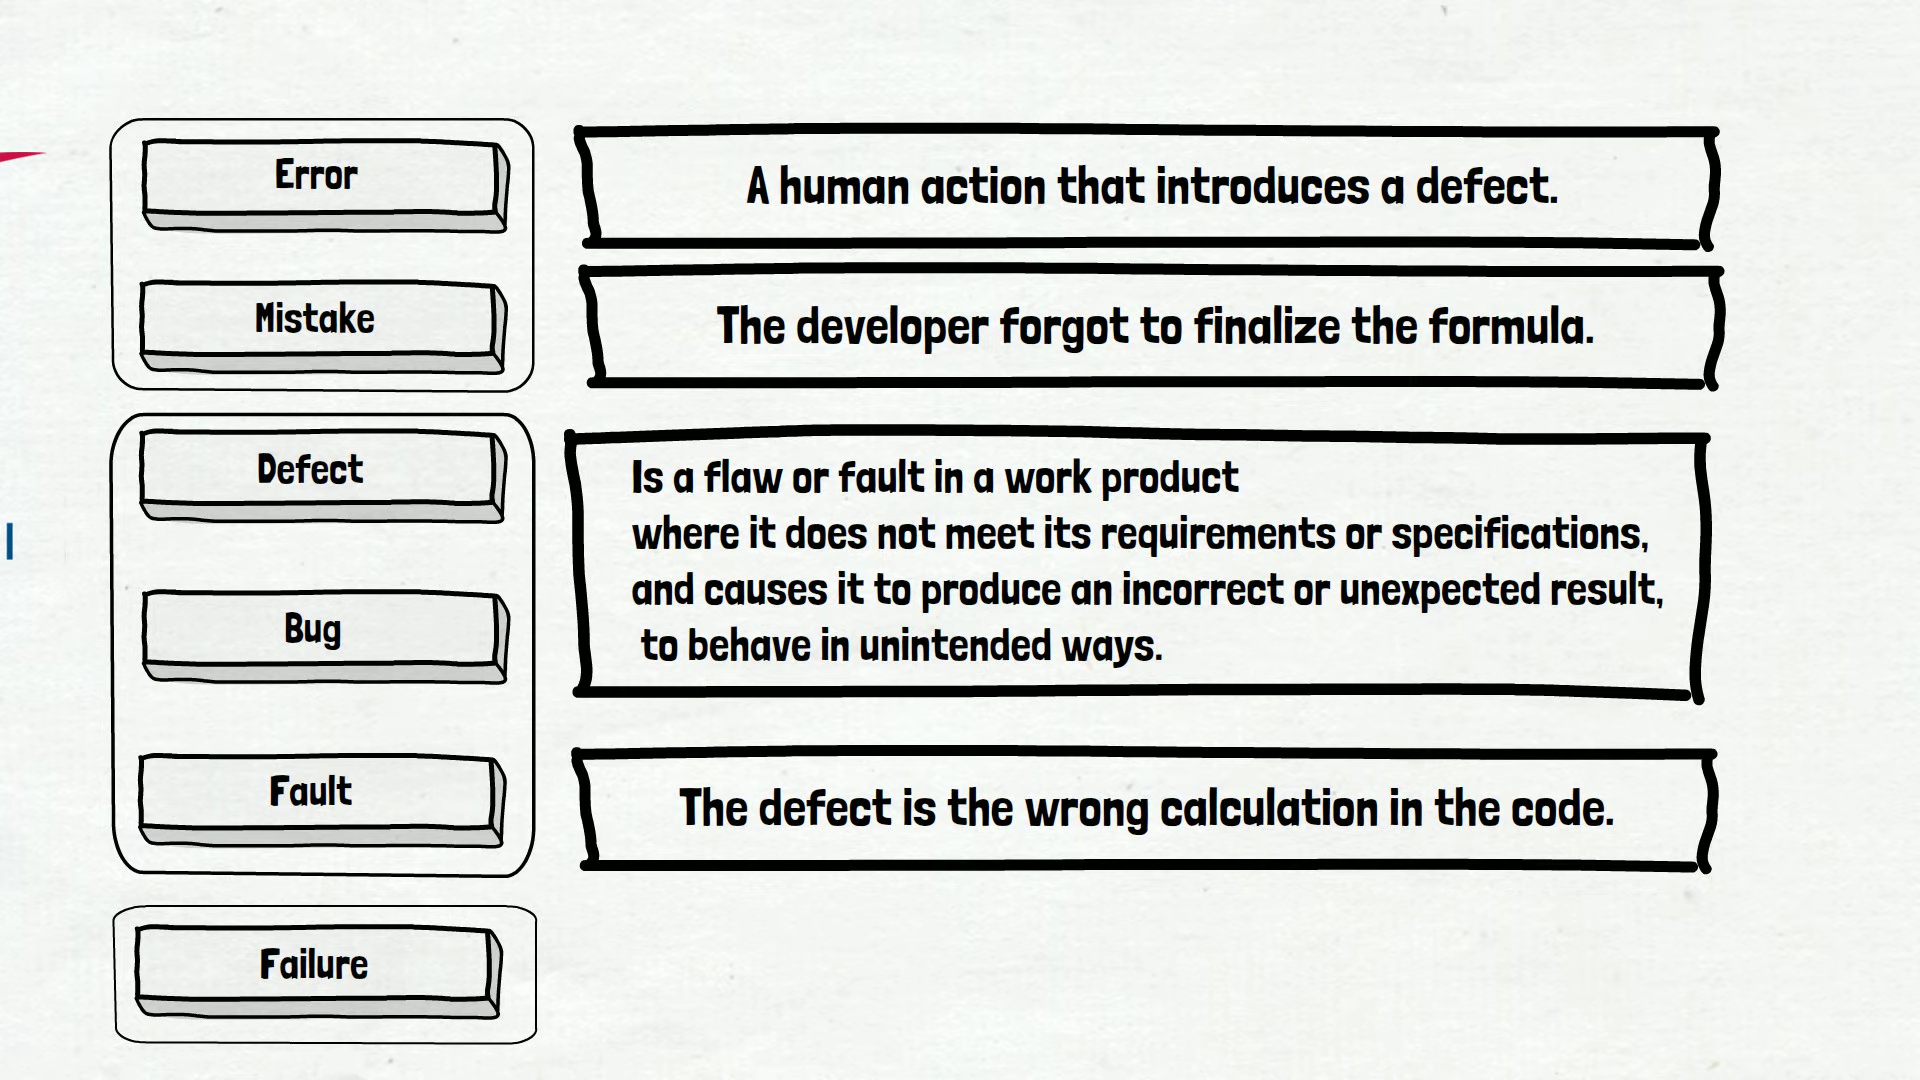 Error
A human action that introduces a defect.
Mistake
The developer forgot to finalize the formula.
Defect
Is a flaw or fault in a work product
where it does not meet its requirements or specifications,
and causes it to produce an incorrect or unexpected result,
to behave in unintended ways.
Bug
Fault
The defect is the wrong calculation in the code.
Failure